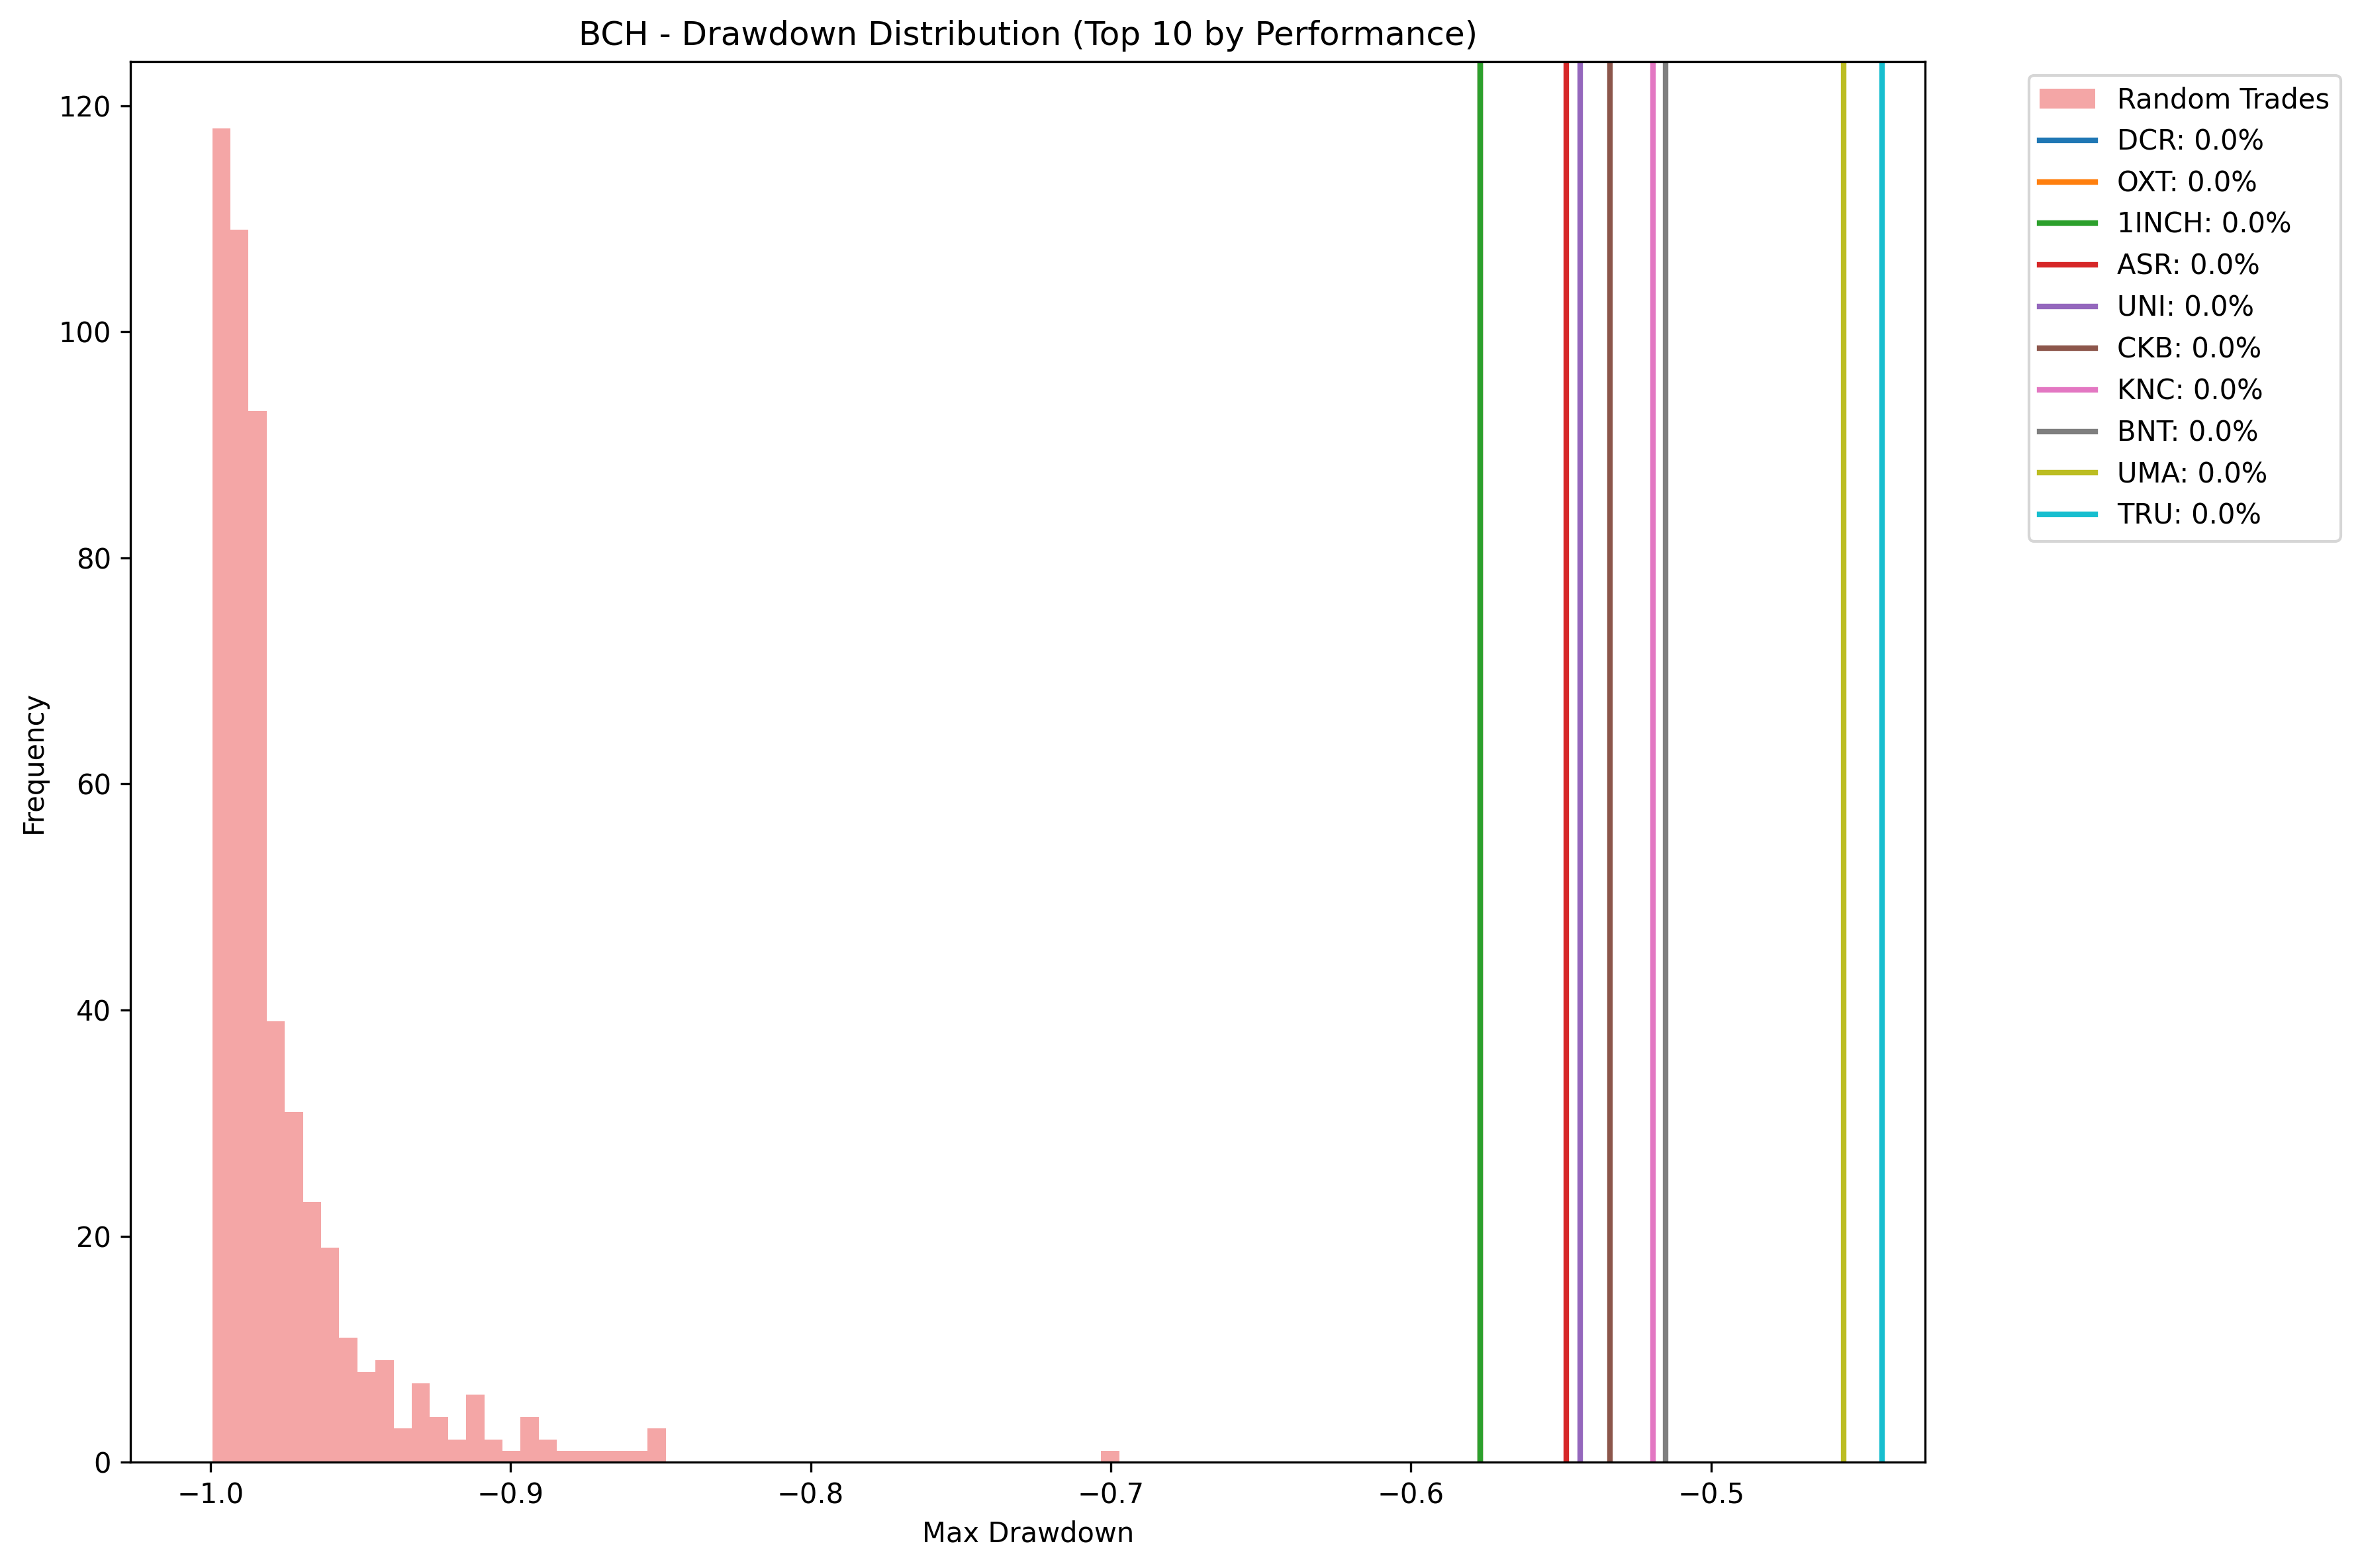 BCH - Drawdown Distribution (Top 10 by Performance)
Frequency
120
100
80
60
40
20
0
−1.0
−0.9
−0.8
−0.7
−0.6
−0.5
Max Drawdown
Random Trades
DCR: 0.0%
OXT: 0.0%
1INCH: 0.0%
ASR: 0.0%
UNI: 0.0%
CKB: 0.0%
KNC: 0.0%
BNT: 0.0%
UMA: 0.0%
TRU: 0.0%